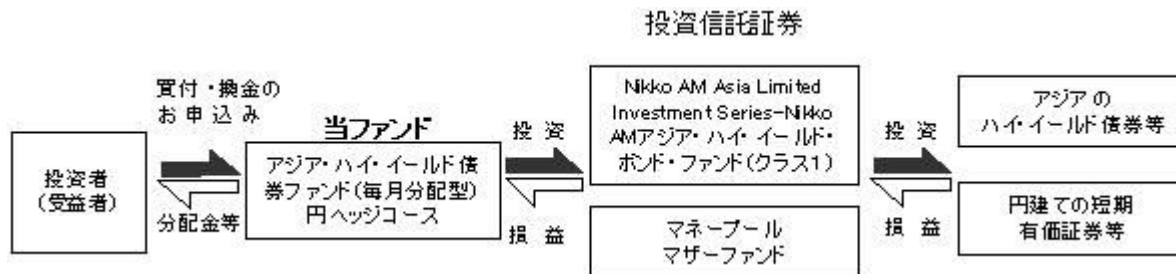 投資信託証券
買付・換金の
お申込み
投資者
(受益者)
分配金等
当ファンド
アジア・ハイ・イールド債
券ファンド(毎月分配型)
円ヘッジコース
投資
損益
Nikko AM Asia Limited
Investment Series-Nikko
AMアジア・ハイ・イールド・
ボンド・ファンド(クラス1)
マネープール
マザーファンド
投資
損益
アジアの
ハイ・イールド債券等
円建ての短期
有価証券等